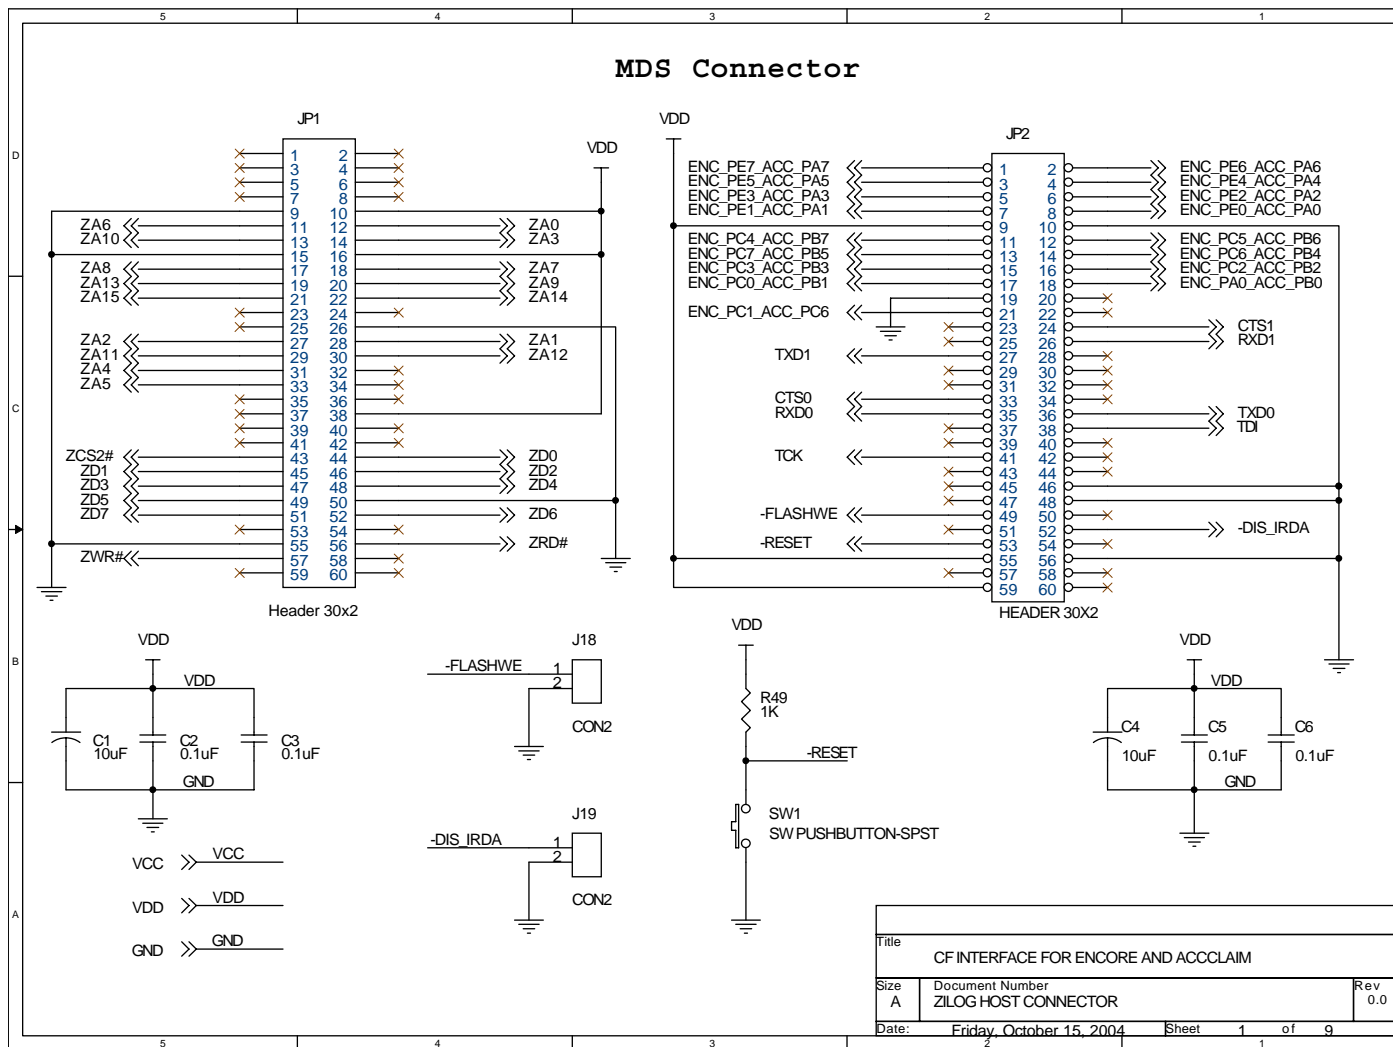 5 4 3 2 1
MDS Connector
D
C
B
A
JP1
VDD
1 2
3 4
5 6
7 8
9 10
ZA6 11 12 ZA0
ZA10 13 14 ZA3
15 16
ZA8 17 18 ZA7
ZA13 19 20 ZA9
ZA15 21 22 ZA14
23 24
25 26
ZA2 27 28 ZA1
ZA11 29 30 ZA12
ZA4 31 32
ZA5 33 34
35 36
37 38
39 40
41 42
ZCS2# 43 44 ZD0
ZD1 45 46 ZD2
ZD3 47 48 ZD4
ZD5 49 50
ZD7 51 52 ZD6
53 54
55 56 ZRD#
ZWR# 57 58
59 60
Header 30x2
VDD
JP2
ENC_PE7_ACC_PA7 1 2 ENC_PE6_ACC_PA6
ENC_PE5_ACC_PA5 3 4 ENC_PE4_ACC_PA4
ENC_PE3_ACC_PA3 5 6 ENC_PE2_ACC_PA2
ENC_PE1_ACC_PA1 7 8 ENC_PE0_ACC_PA0
9 10
ENC_PC4_ACC_PB7 11 12 ENC_PC5_ACC_PB6
ENC_PC7_ACC_PB5 13 14 ENC_PC6_ACC_PB4
ENC_PC3_ACC_PB3 15 16 ENC_PC2_ACC_PB2
ENC_PC0_ACC_PB1 17 18 ENC_PA0_ACC_PB0
19 20
ENC_PC1_ACC_PC6 21 22
23 24 CTS1
25 26 RXD1
TXD1 27 28
29 30
31 32
CTS0 33 34
RXD0 35 36 TXD0
37 38 TDI
39 40
TCK 41 42
43 44
45 46
47 48
-FLASHWE 49 50
51 52 -DIS_IRDA
-RESET 53 54
55 56
57 58
59 60
HEADER 30X2
VDD
VDD
C1
10uF
C2
0.1uF
C3
0.1uF
GND
J18
-FLASHWE 1
2
CON2
J19
-DIS_IRDA 1
2
CON2
VDD
R49
1K
-RESET
SW1
SW PUSHBUTTON-SPST
VDD
VDD
C4
10uF
C5
0.1uF
C6
0.1uF
GND
VCC VCC
VDD VDD
GND GND
Title
CF INTERFACE FOR ENCORE AND ACCCLAIM
Size Document Number Rev
A ZILOG HOST CONNECTOR 0.0
Date: Friday, October 15, 2004 Sheet 1 of 9
5 4 3 2 1